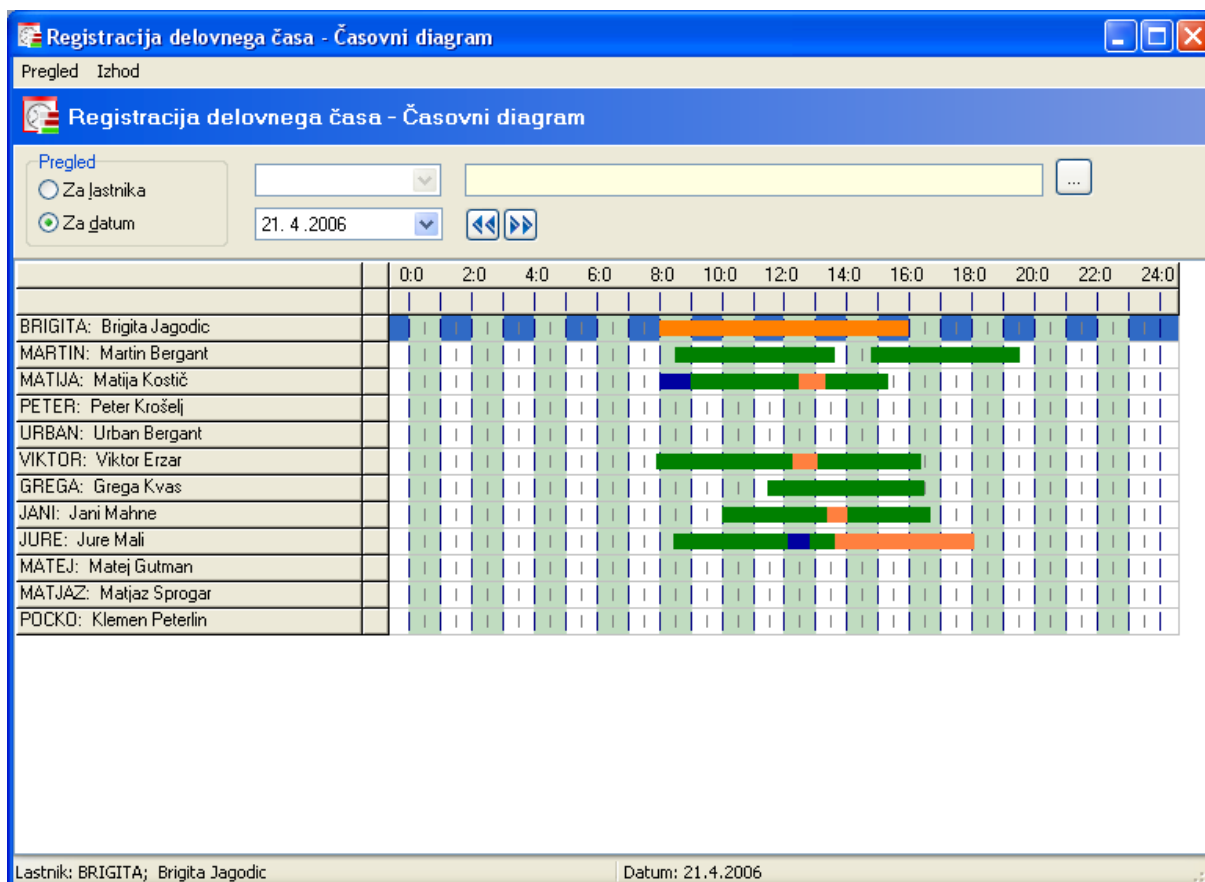 Registracija delovnega časa - Časovni diagram
Pregled Izhod
Registracija delovnega časa - Časovni diagram
Pregled
Za lastnika
...
Za datum
21. 4 .2006
0:0 2:0 4:0 6:0 8:0 10:0 12:0 14:0 16:0 18:0 20:0 22:0 24:0
BRIGITA: Brigita Jagodic
MARTIN: Martin Bergant
MATIJA: Matija Kostič
PETER: Peter Krošelj
URBAN: Urban Bergant
VIKTOR: Viktor Erzar
GREGA: Grega Kvas
JANI: Jani Mahne
JURE: Jure Mali
MATEJ: Matej Gutman
MATJAZ: Matjaz Sprogar
POCKO: Klemen Peterlin
Lastnik: BRIGITA; Brigita Jagodic Datum: 21.4.2006